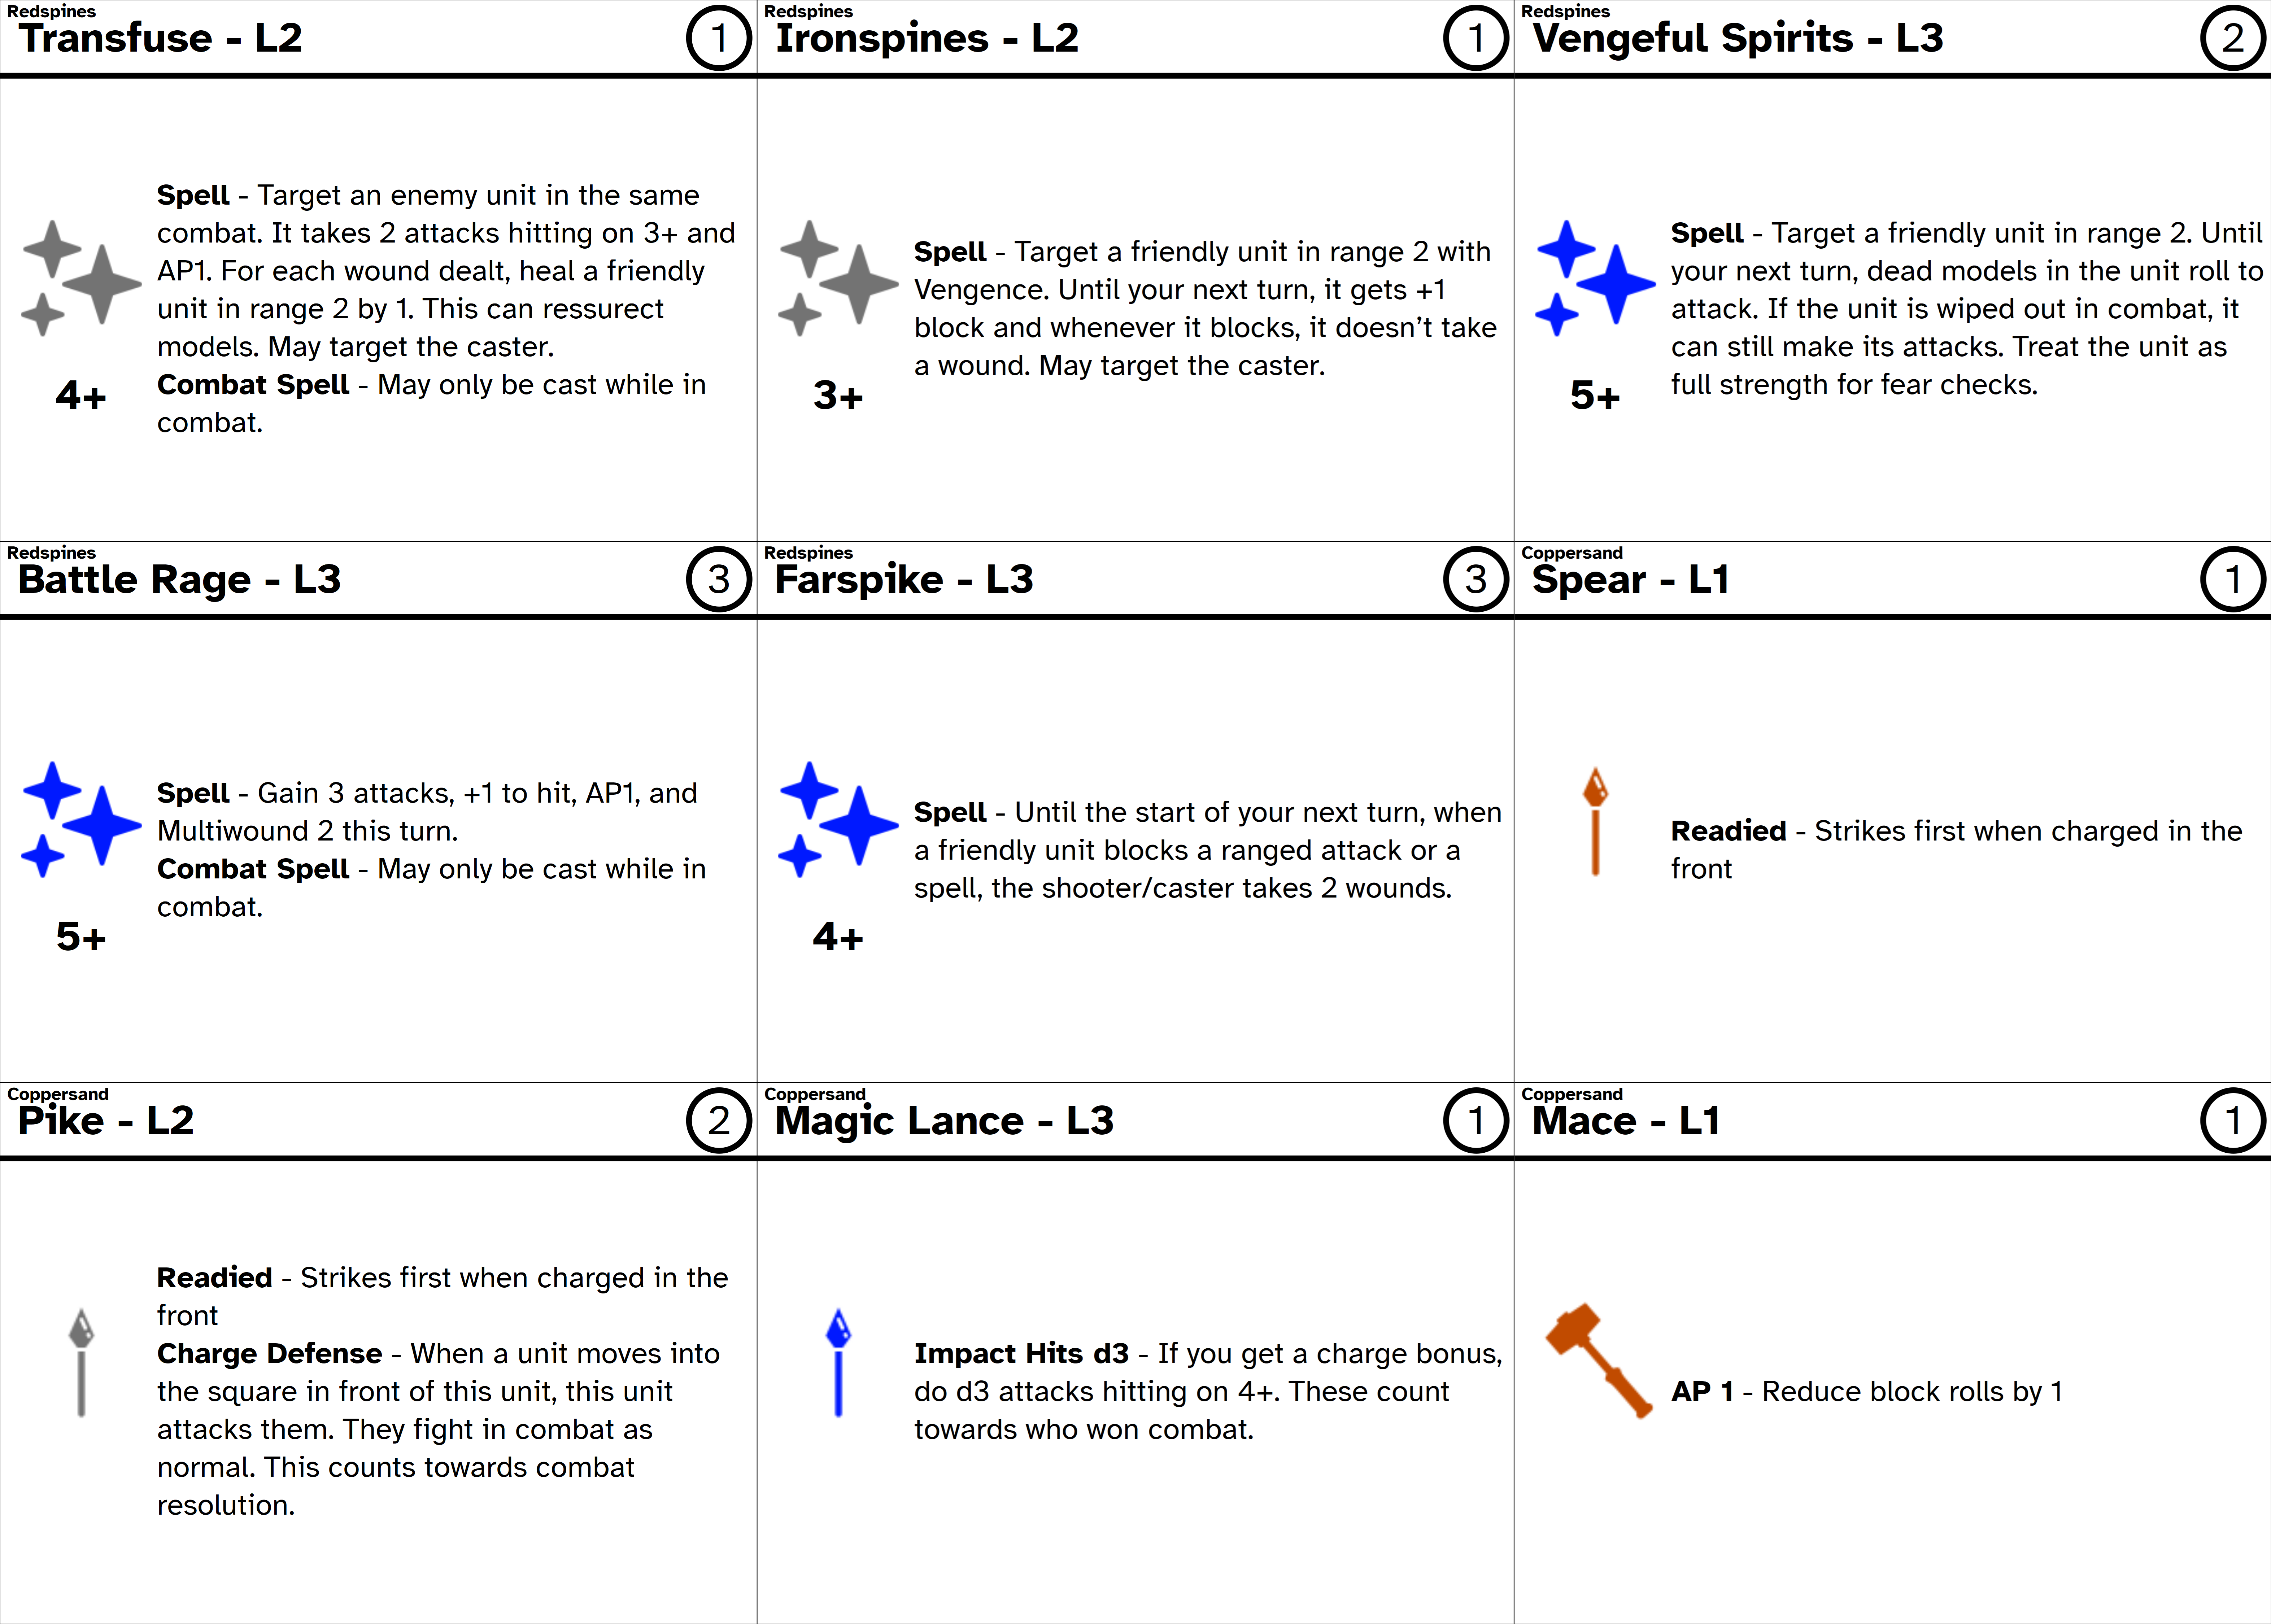 Redspines
Transfuse - L2
1
Spell - Target an enemy unit in the same
combat. It takes 2 attacks hitting on 3+ and
AP1. For each wound dealt, heal a friendly
unit in range 2 by 1. This can ressurect
models. May target the caster.
Combat Spell - May only be cast while in
combat.
4+
Redspines
Ironspines - L2
1
Spell - Target a friendly unit in range 2 with
Vengence. Until your next turn, it gets +1
block and whenever it blocks, it doesn't take
a wound. May target the caster.
3+
Redspines
Vengeful Spirits - L3
2
Spell - Target a friendly unit in range 2. Until
your next turn, dead models in the unit roll to
attack. If the unit is wiped out in combat, it
can still make its attacks. Treat the unit as
full strength for fear checks.
5+
Redspines
Battle Rage - L3
3
Spell - Gain 3 attacks, +1 to hit, AP1, and
Multiwound 2 this turn.
Combat Spell - May only be cast while in
combat.
5+
Redspines
Farspike - L3
3
Spell - Until the start of your next turn, when
a friendly unit blocks a ranged attack or a
spell, the shooter/caster takes 2 wounds.
4+
Coppersand
Spear - L1
1
Readied - Strikes first when charged in the
front
Coppersand
Pike - L2
2
Readied - Strikes first when charged in the
front
Charge Defense - When a unit moves into
the square in front of this unit, this unit
attacks them. They fight in combat as
normal. This counts towards combat
resolution.
Coppersand
Magic Lance - L3
1
Impact Hits d3 - If you get a charge bonus,
do d3 attacks hitting on 4+. These count
towards who won combat.
Coppersand
Mace - L1
1
AP 1 - Reduce block rolls by 1